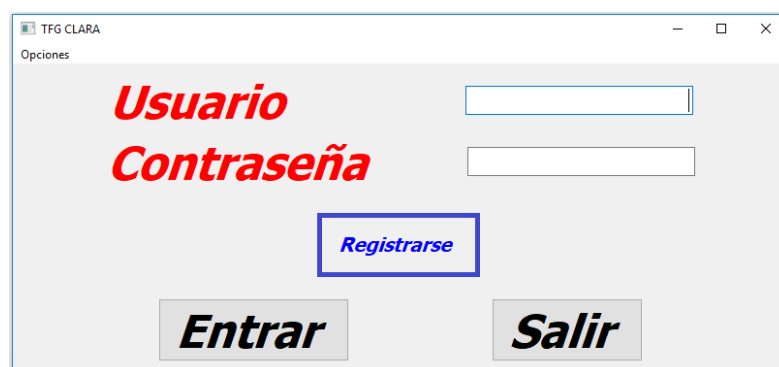 TFG CLARA
Opciones
Usuario
Contraseña
Registrarse
Entrar Salir